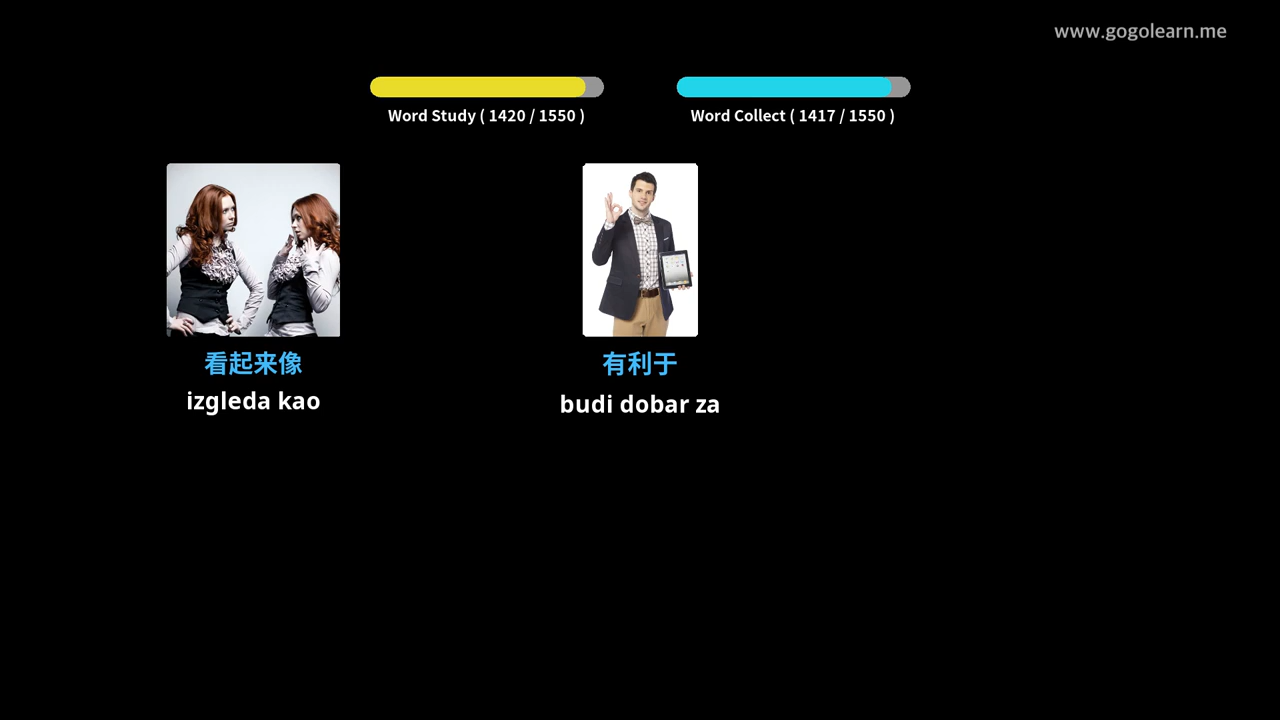 www.gogolearn.me
Word Study ( 1420 / 1550 )
Word Collect ( 1417 / 1550 )
看起来像
izgleda kao
有利于
budi dobar za